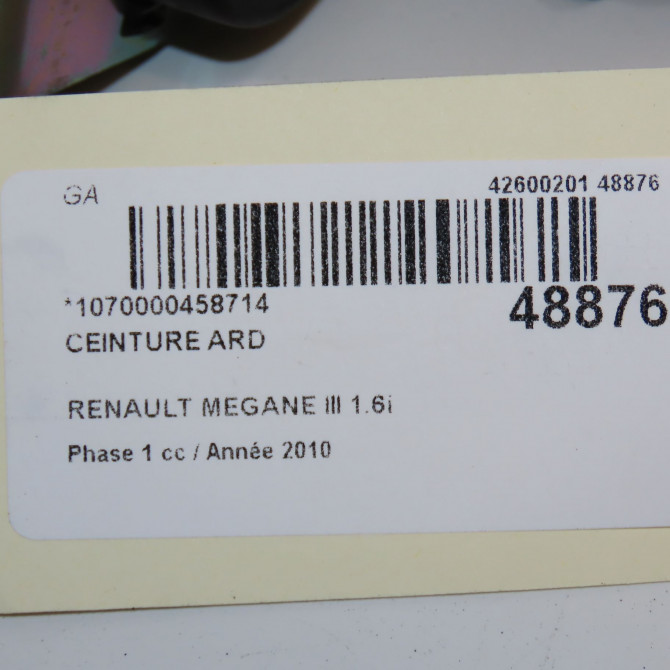 GA
42600201 48876
*1070000458714
48876
CEINTURE ARD
RENAULT MEGANE III 1.6i
Phase 1 cc / Année 2010